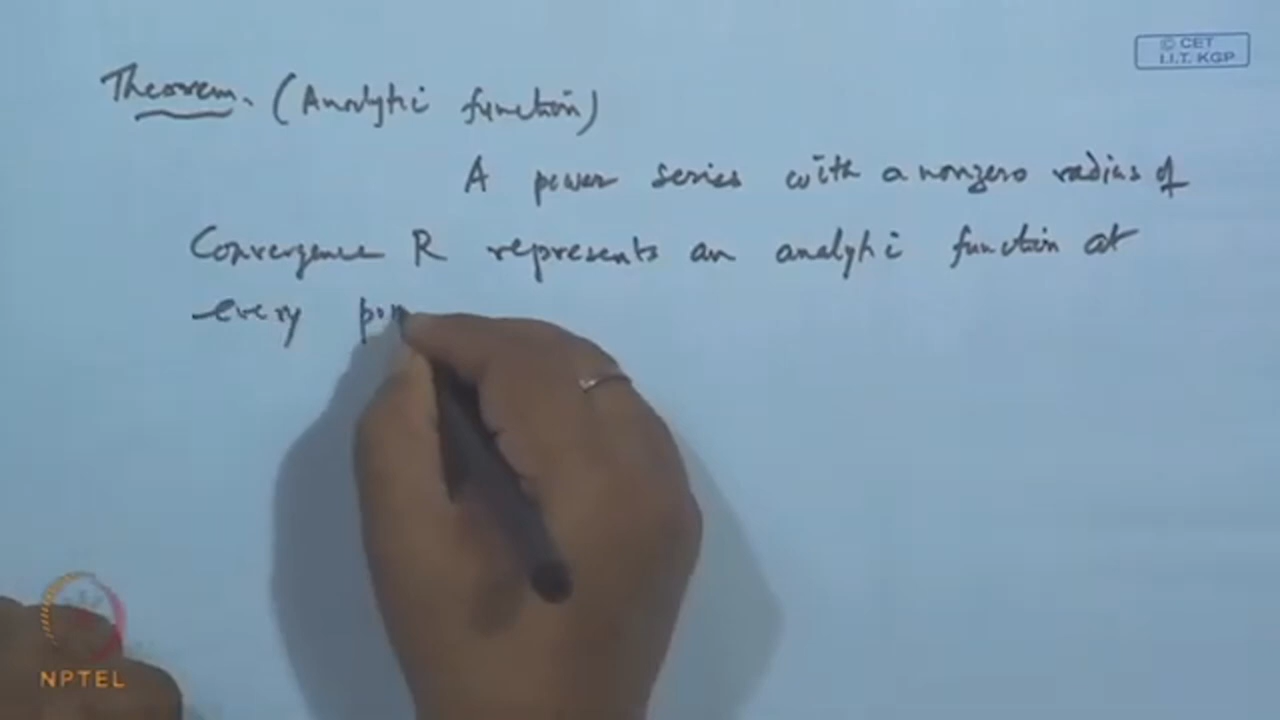 © CET
I.I.T. KGP
Theorem. (Analytic function)
A power series with a nonzero radius of
Convergence R represents an analytic function at
every poi
NPTEL